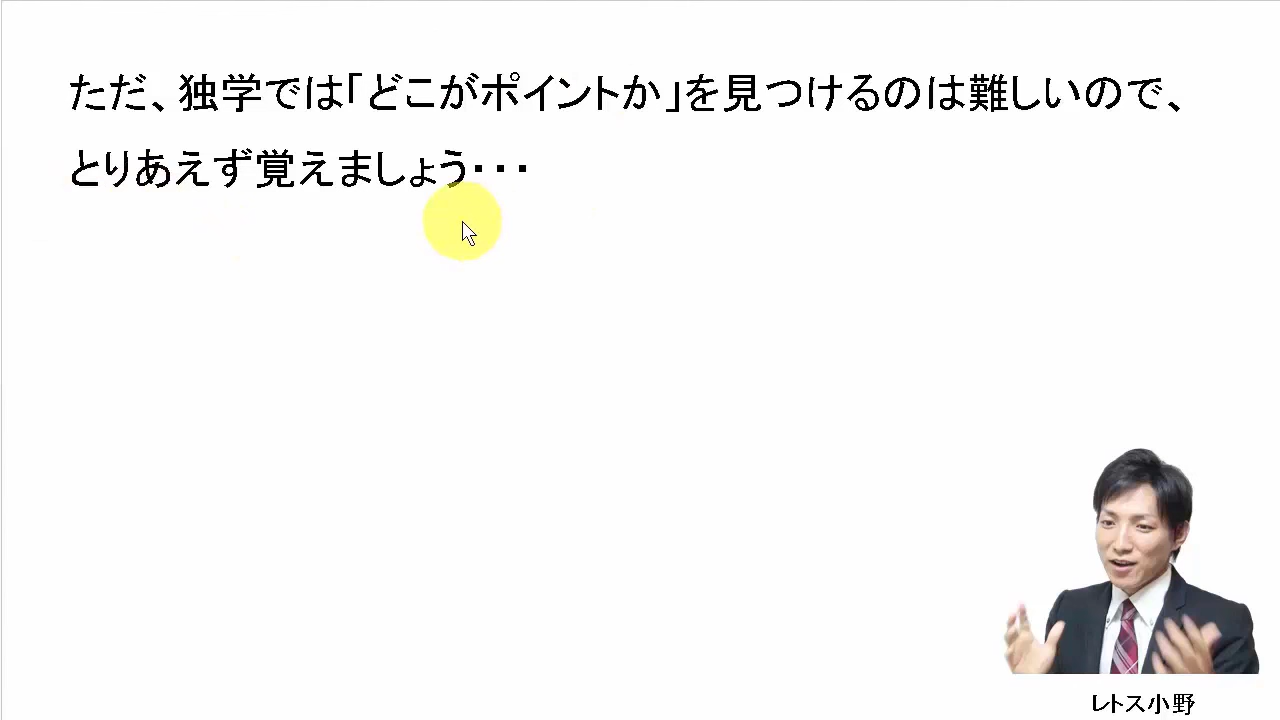 ただ、独学では「どこがポイントか」を見つけるのは難しいので、
とりあえず覚えましょう・・・
レトス小野